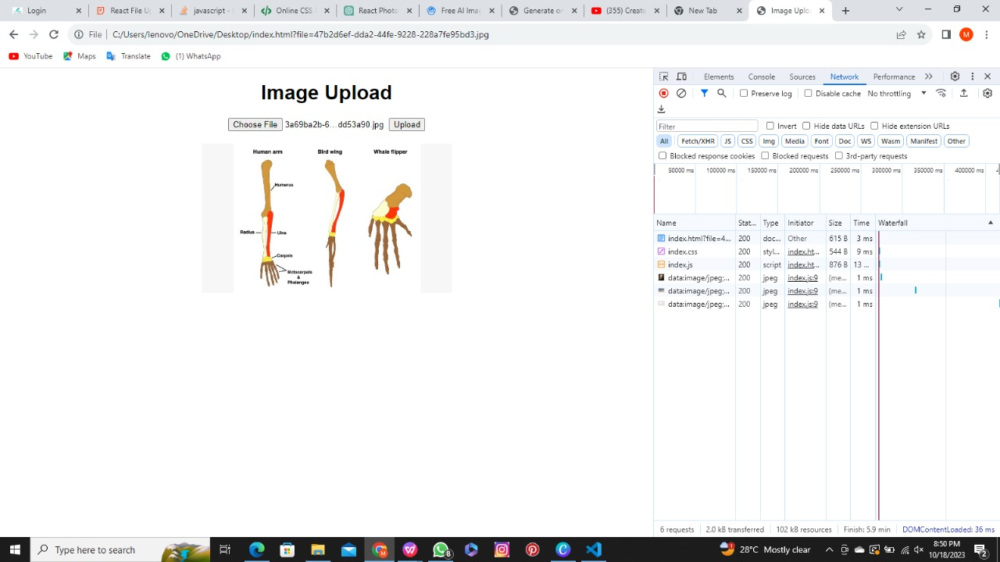 Login
React File U
javascript -
Online CSS
React Photo
Free AI Imag
Generate or
(355) Create
New Tab
Image Uplo
File C:/Users/lenovo/OneDrive/Desktop/index.html?file=47b2d6ef-dda2-44fe-9228-228a7fe95bd3.jpg
M
YouTube Maps Translate (1) WhatsApp
Elements Console Sources Network Performance
Preserve log Disable cache No throttling
Filter Invert Hide data URLs Hide extension URLs
All Fetch/XHR JS CSS Img Media Font Doc WS Wasm Manifest Other
Blocked response cookies Blocked requests 3rd-party requests
50000 ms 100000 ms 150000 ms 200000 ms 250000 ms 300000 ms 350000 ms 400000 ms
Name Stat... Type Initiator Size Time Waterfall
index.html?file=4... 200 doc... Other 615 B 3 ms
index.css 200 styl... index.ht... 544 B 9 ms
index.js 200 script index.ht... 876 B 13 ...
data:image/jpeg;... 200 jpeg index.js:9 (me... 1 ms
data:image/jpeg;... 200 jpeg index.js:9 (me... 1 ms
data:image/jpeg;... 200 jpeg index.js:9 (me... 1 ms
6 requests 2.0 kB transferred 102 kB resources Finish: 5.9 min DOMContentLoaded: 36 ms
Image Upload
Choose File 3a69ba2b-6...dd53a90.jpg Upload
Human arm Bird wing Whale flipper
Humerus
Radius Ulna
Carpals
Metacarpals
&
Phalanges
Type here to search
8
28°C Mostly clear
8:50 PM
10/18/2023
2